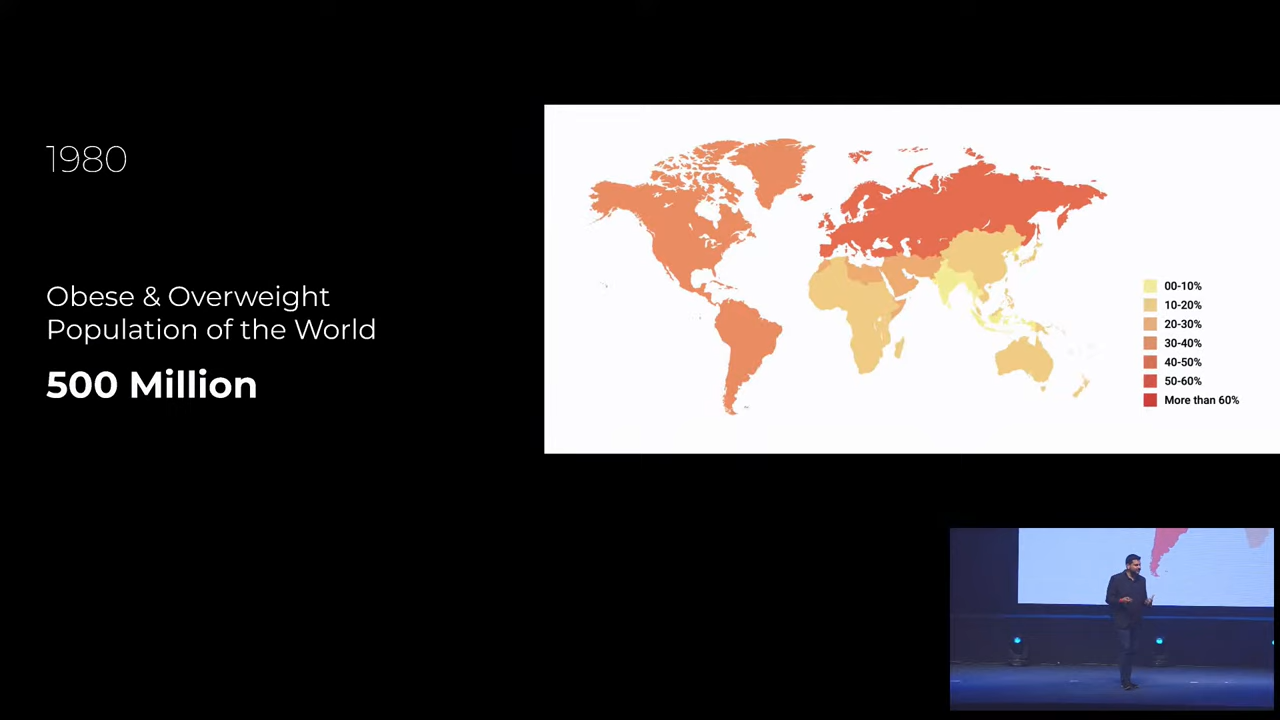 1980
Obese & Overweight
Population of the World
500 Million
00-10%
10-20%
20-30%
30-40%
40-50%
50-60%
More than 60%